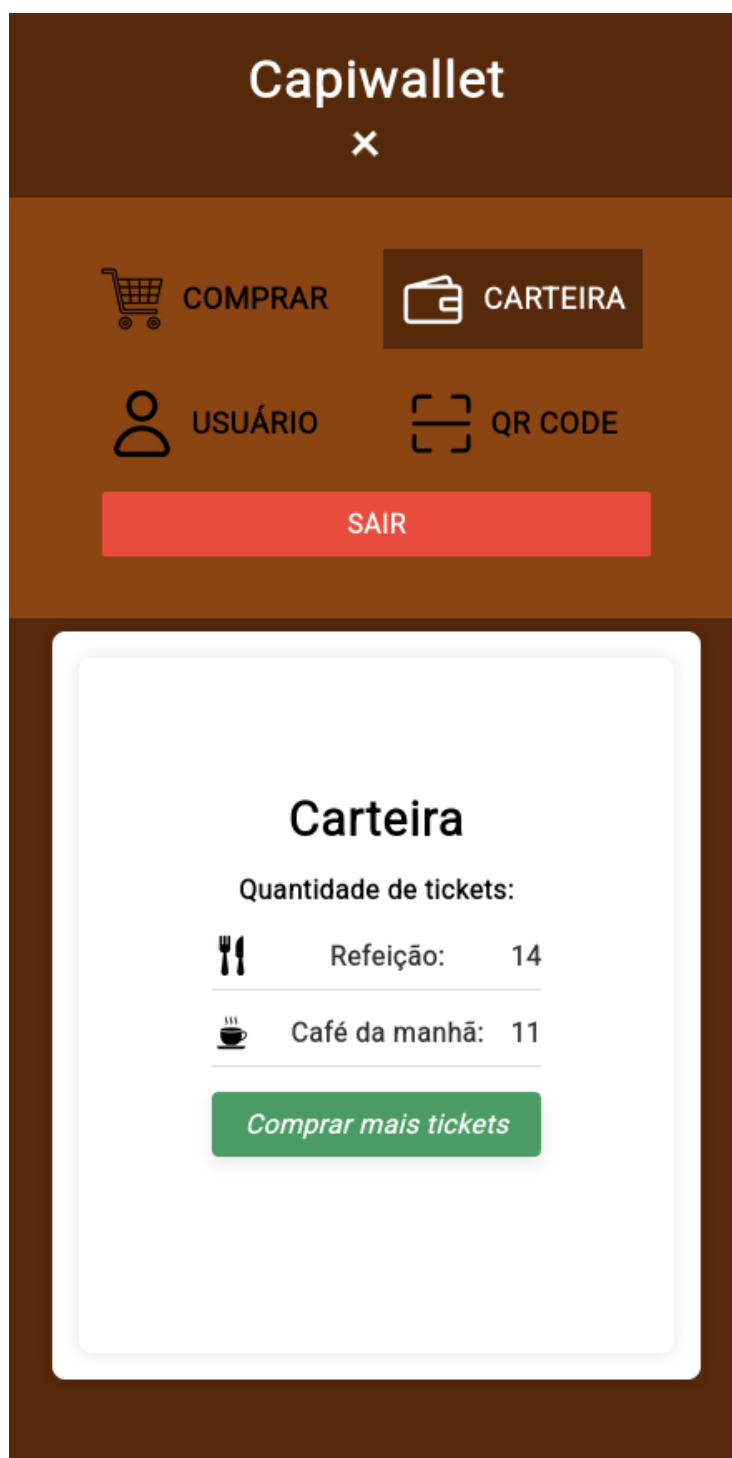 Capiwallet
×
COMPRAR CARTEIRA
USUÁRIO QR CODE
SAIR
Carteira
Quantidade de tickets:
Refeição: 14
Café da manhã: 11
Comprar mais tickets